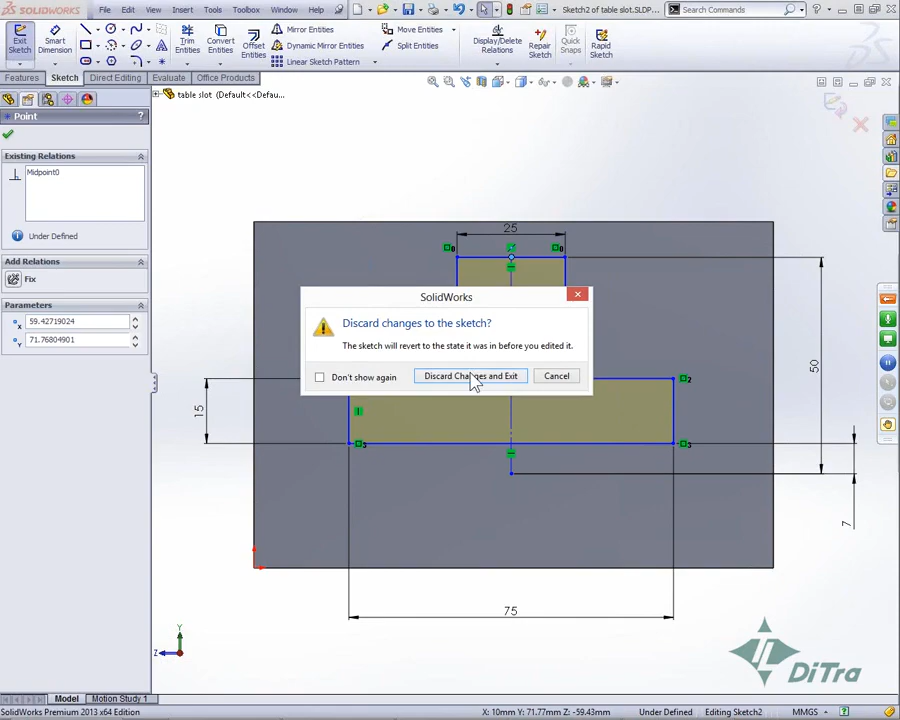 SOLIDWORKS
File Edit View Insert Tools Toolbox Window Help
Sketch2 of table slot.SLDP...
Search Commands
Exit Sketch
Smart Dimension
Trim Entities
Convert Entities
Offset Entities
Mirror Entities
Dynamic Mirror Entities
Linear Sketch Pattern
Move Entities
Split Entities
Display/Delete Relations
Repair Sketch
Quick Snaps
Rapid Sketch
Features Sketch Direct Editing Evaluate Office Products
table slot (Default<<Defau...
Point ?
Existing Relations
Midpoint0
Under Defined
Add Relations
Fix
Parameters
59.42719024
71.76804901
25
SolidWorks
Discard changes to the sketch?
The sketch will revert to the state it was in before you edited it.
Don't show again
Discard Changes and Exit
Cancel
50
15
7
75
Y
Z
DiTra
Model Motion Study 1
SolidWorks Premium 2013 x64 Edition
X: 10mm Y: 71.77mm Z: -59.43mm
Under Defined
Editing Sketch2
MMGS